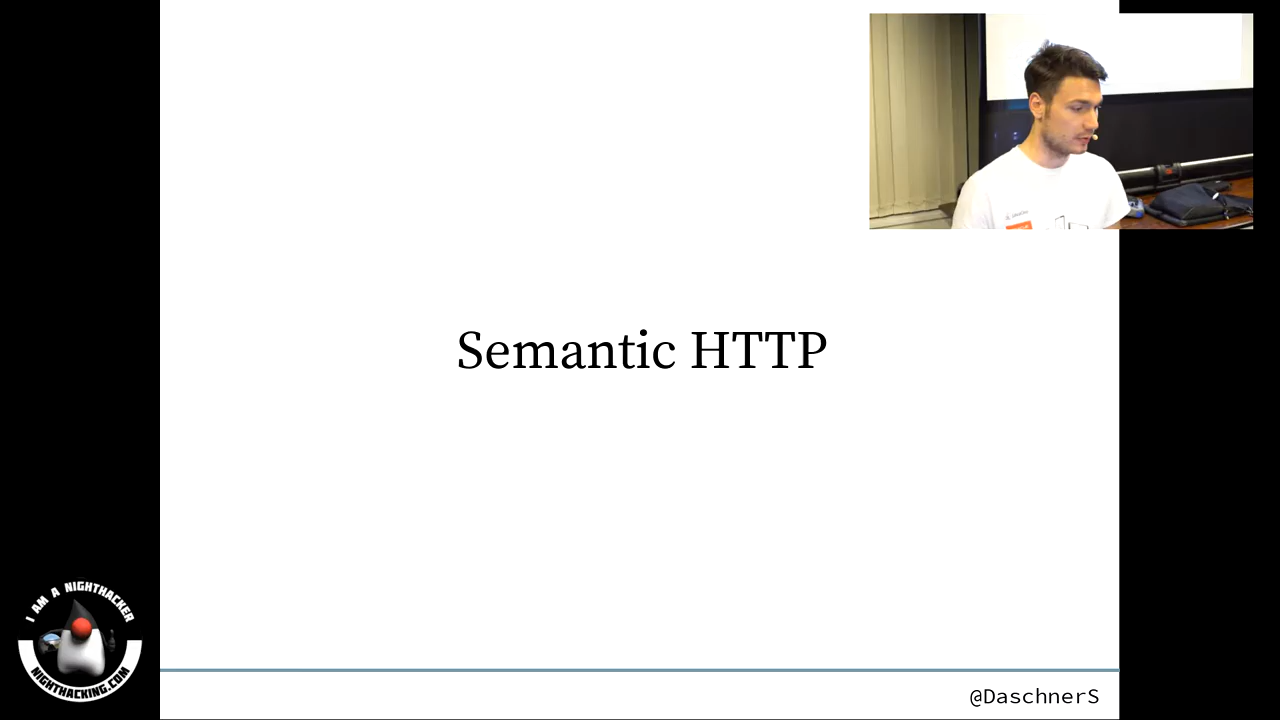 Semantic HTTP
I AM A NIGHTHACKER
NIGHTHACKING.COM
@DaschnerS